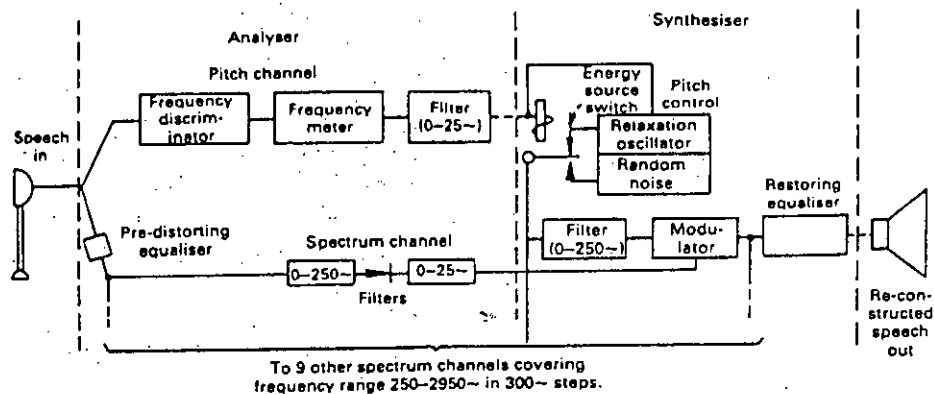 Analyser
Synthesiser
Pitch channel
Speech
in
Frequency
discrim-
inator
Frequency
meter
Filter
(0–25~)
Energy
source
switch
Pitch
control
Relaxation
oscillator
Random
noise
Pre-distorting
equaliser
Spectrum channel
0–250~
0–25~
Filters
Filter
(0–250~)
Modu-
lator
Restoring
equaliser
Re-con-
structed
speech
out
To 9 other spectrum channels covering
frequency range 250–2950~ in 300~ steps.